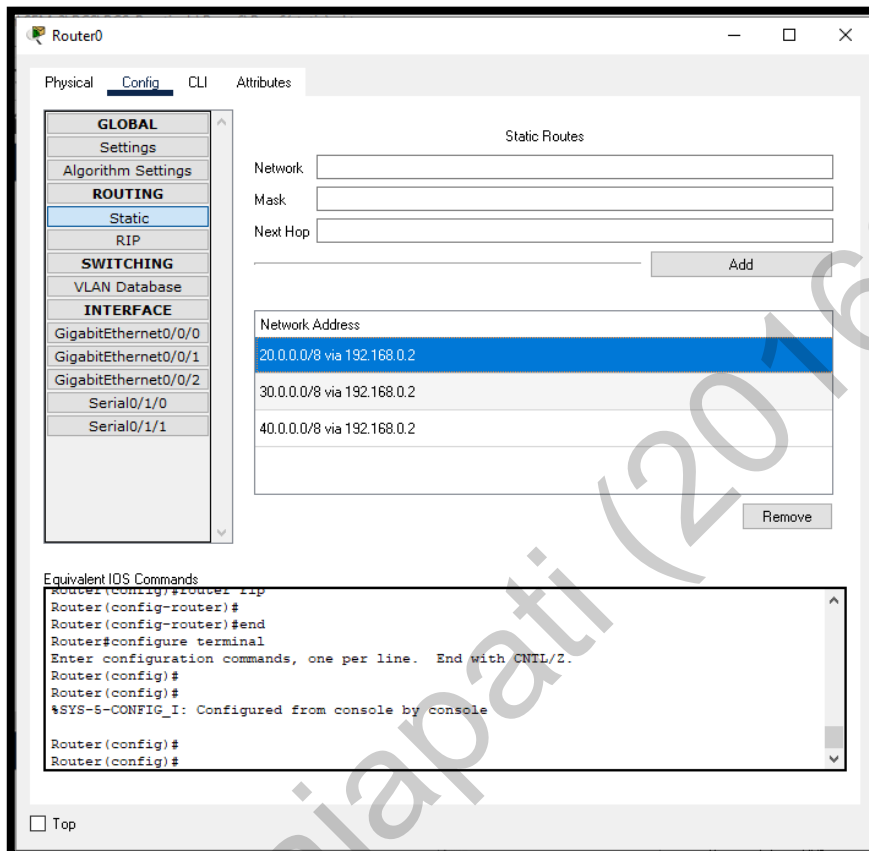 Router0
Physical Config CLI Attributes
GLOBAL
Settings
Algorithm Settings
ROUTING
Static
RIP
SWITCHING
VLAN Database
INTERFACE
GigabitEthernet0/0/0
GigabitEthernet0/0/1
GigabitEthernet0/0/2
Serial0/1/0
Serial0/1/1
Static Routes
Network
Mask
Next Hop
Add
Network Address
20.0.0.0/8 via 192.168.0.2
30.0.0.0/8 via 192.168.0.2
40.0.0.0/8 via 192.168.0.2
Remove
Equivalent IOS Commands
Router(config)#router rip
Router(config-router)#
Router(config-router)#end
Router#configure terminal
Enter configuration commands, one per line. End with CNTL/Z.
Router(config)#
Router(config)#
%SYS-5-CONFIG_I: Configured from console by console
Router(config)#
Router(config)#
Top